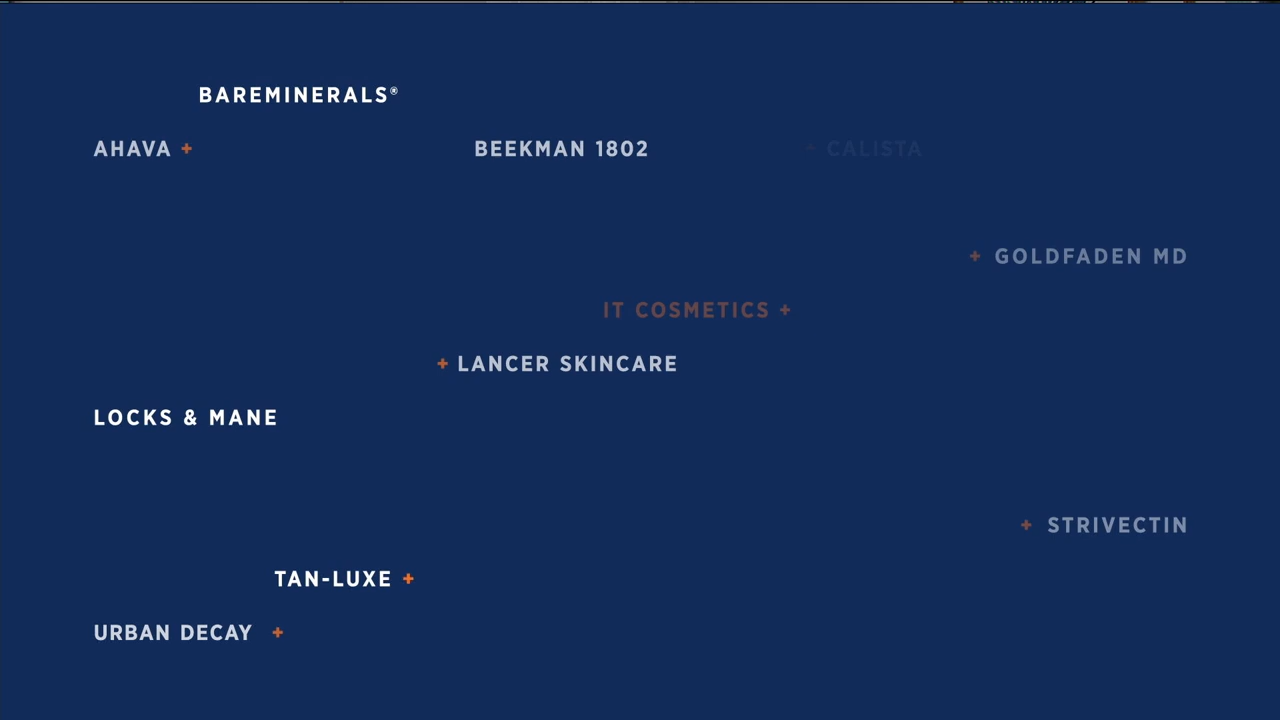 BAREMINERALS®
AHAVA + BEEKMAN 1802 + CALISTA
+ GOLDFADEN MD
IT COSMETICS +
+ LANCER SKINCARE
LOCKS & MANE
+ STRIVECTIN
TAN-LUXE +
URBAN DECAY +